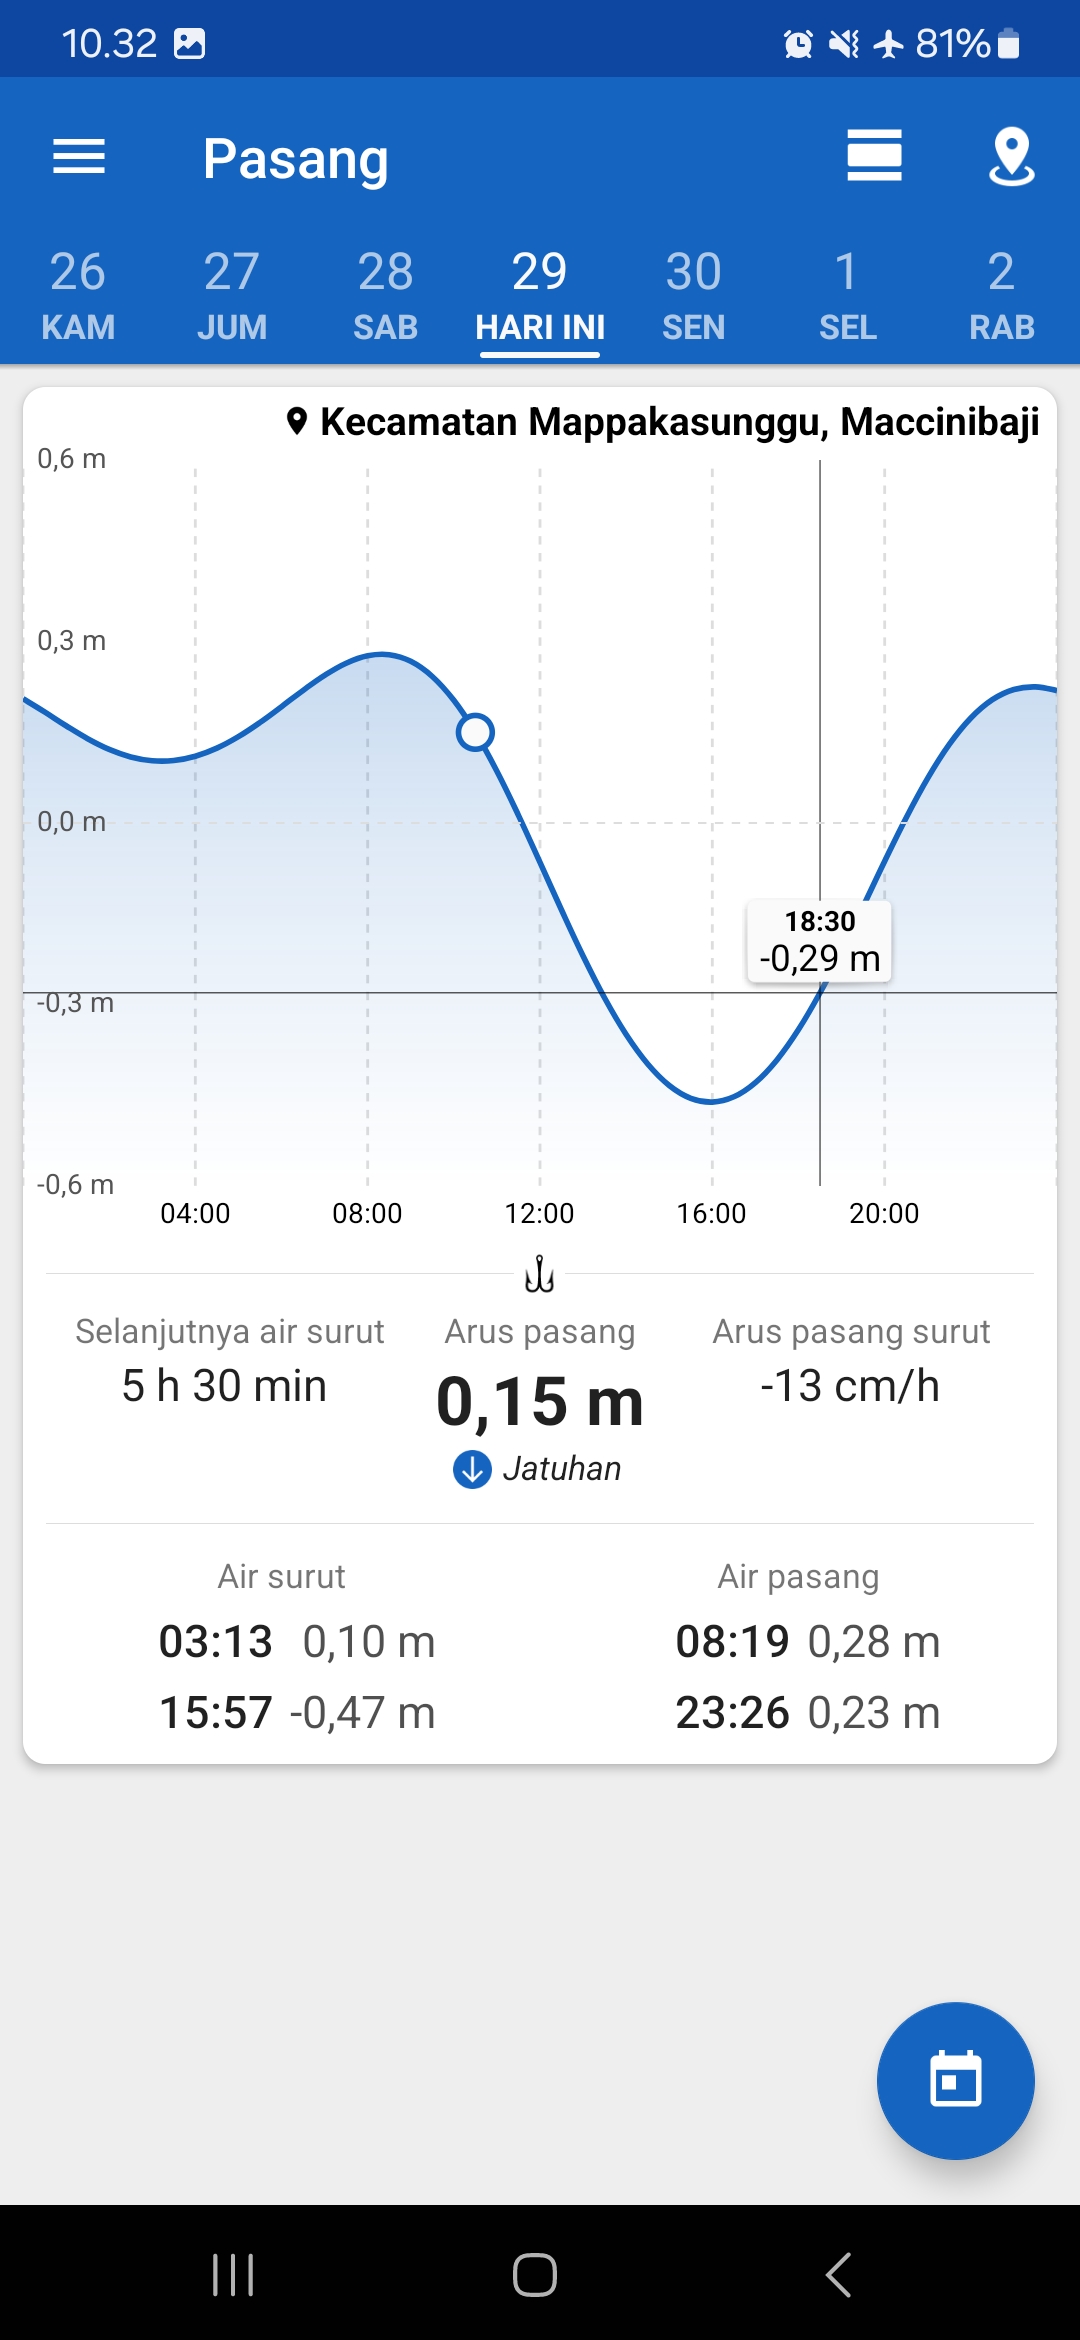 10.32 81%
Pasang
26 27 28 29 30 1 2
KAM JUM SAB HARI INI SEN SEL RAB
Kecamatan Mappakasunggu, Maccinibaji
0,6 m
0,3 m
0,0 m
18:30
-0,29 m
-0,3 m
-0,6 m
04:00 08:00 12:00 16:00 20:00
Selanjutnya air surut Arus pasang Arus pasang surut
5 h 30 min 0,15 m -13 cm/h
Jatuhan
Air surut Air pasang
03:13 0,10 m 08:19 0,28 m
15:57 -0,47 m 23:26 0,23 m